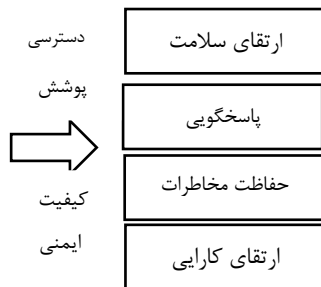 ارتقای سلامت
دسترسی
پوشش
پاسخگویی
حفاظت مخاطرات
کیفیت
ایمنی
ارتقای کارایی